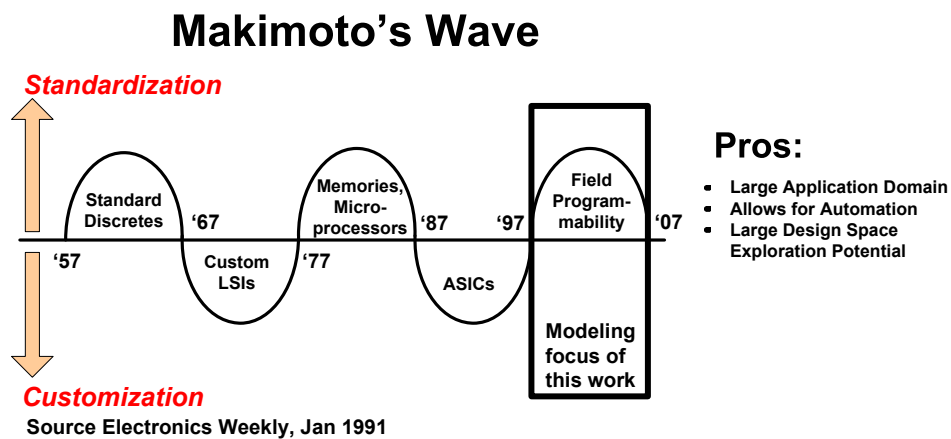 Makimoto's Wave
Standardization
Standard
Discretes
'57
'67
Custom
LSIs
'77
Memories,
Micro-
processors
'87
ASICs
'97
Field
Program-
mability
'07
Modeling
focus of
this work
Customization
Source Electronics Weekly, Jan 1991
Pros:
▪ Large Application Domain
▪ Allows for Automation
▪ Large Design Space
Exploration Potential